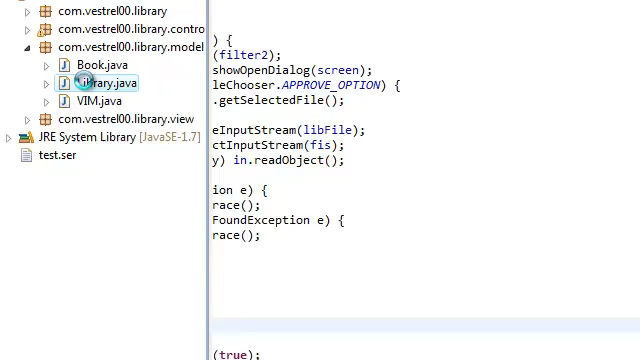 com.vestrel00.library
com.vestrel00.library.contro
com.vestrel00.library.model
Book.java
Library.java
VIM.java
com.vestrel00.library.view
JRE System Library [JavaSE-1.7]
test.ser
) {
(filter2);
showOpenDialog(screen);
leChooser.APPROVE_OPTION) {
.getSelectedFile();
eInputStream(libFile);
ctInputStream(fis);
y) in.readObject();
ion e) {
race();
FoundException e) {
race();
(true);